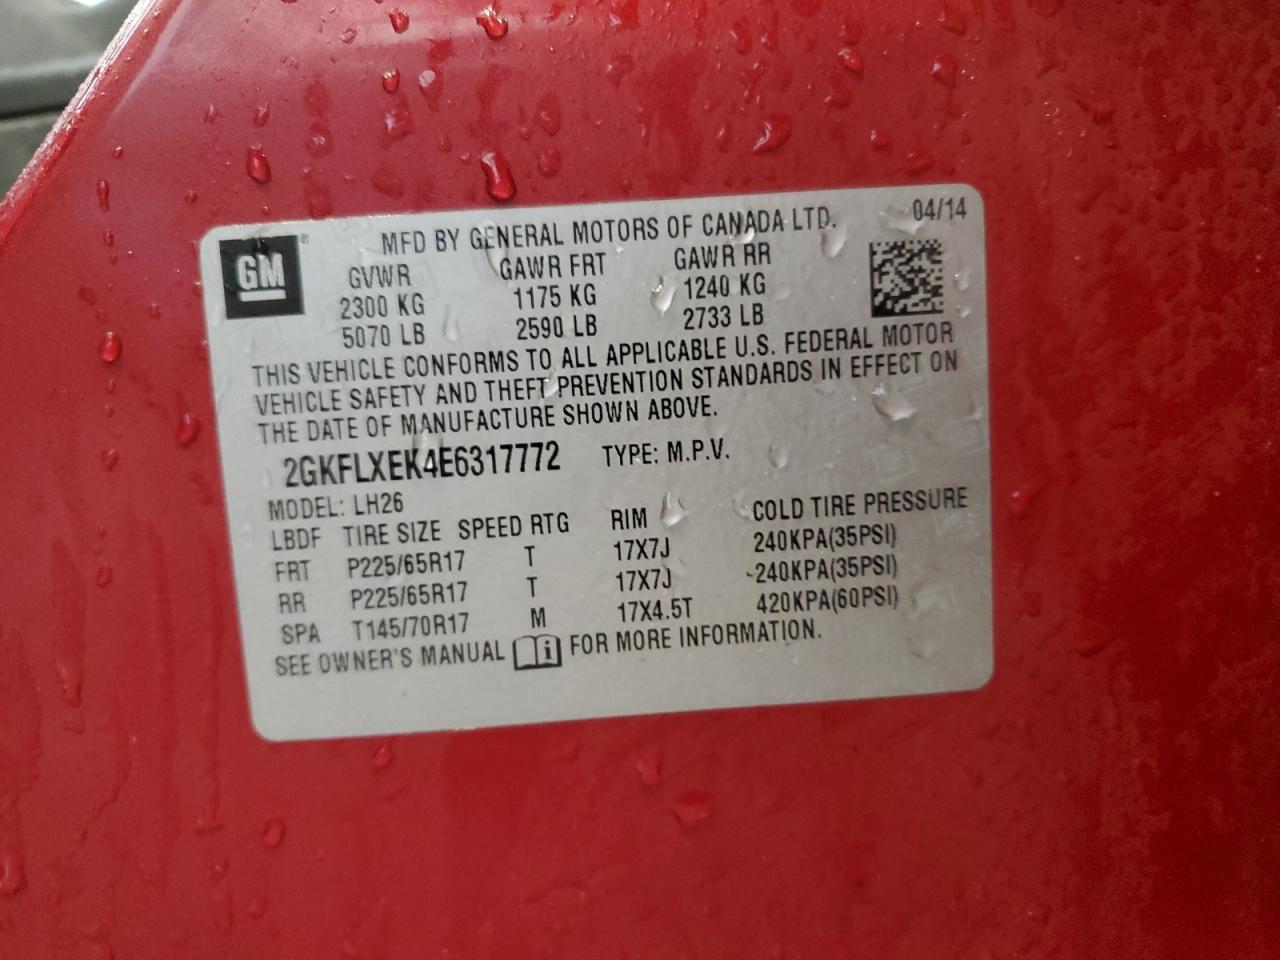 GM
MFD BY GENERAL MOTORS OF CANADA LTD. 04/14
GVWR GAWR FRT GAWR RR
2300 KG 1175 KG 1240 KG
5070 LB 2590 LB 2733 LB
THIS VEHICLE CONFORMS TO ALL APPLICABLE U.S. FEDERAL MOTOR
VEHICLE SAFETY AND THEFT PREVENTION STANDARDS IN EFFECT ON
THE DATE OF MANUFACTURE SHOWN ABOVE.
2GKFLXEK4E6317772 TYPE: M.P.V.
MODEL: LH26
LBDF TIRE SIZE SPEED RTG RIM COLD TIRE PRESSURE
FRT P225/65R17 T 17X7J 240KPA(35PSI)
RR P225/65R17 T 17X7J 240KPA(35PSI)
SPA T145/70R17 M 17X4.5T 420KPA(60PSI)
SEE OWNER'S MANUAL i FOR MORE INFORMATION.